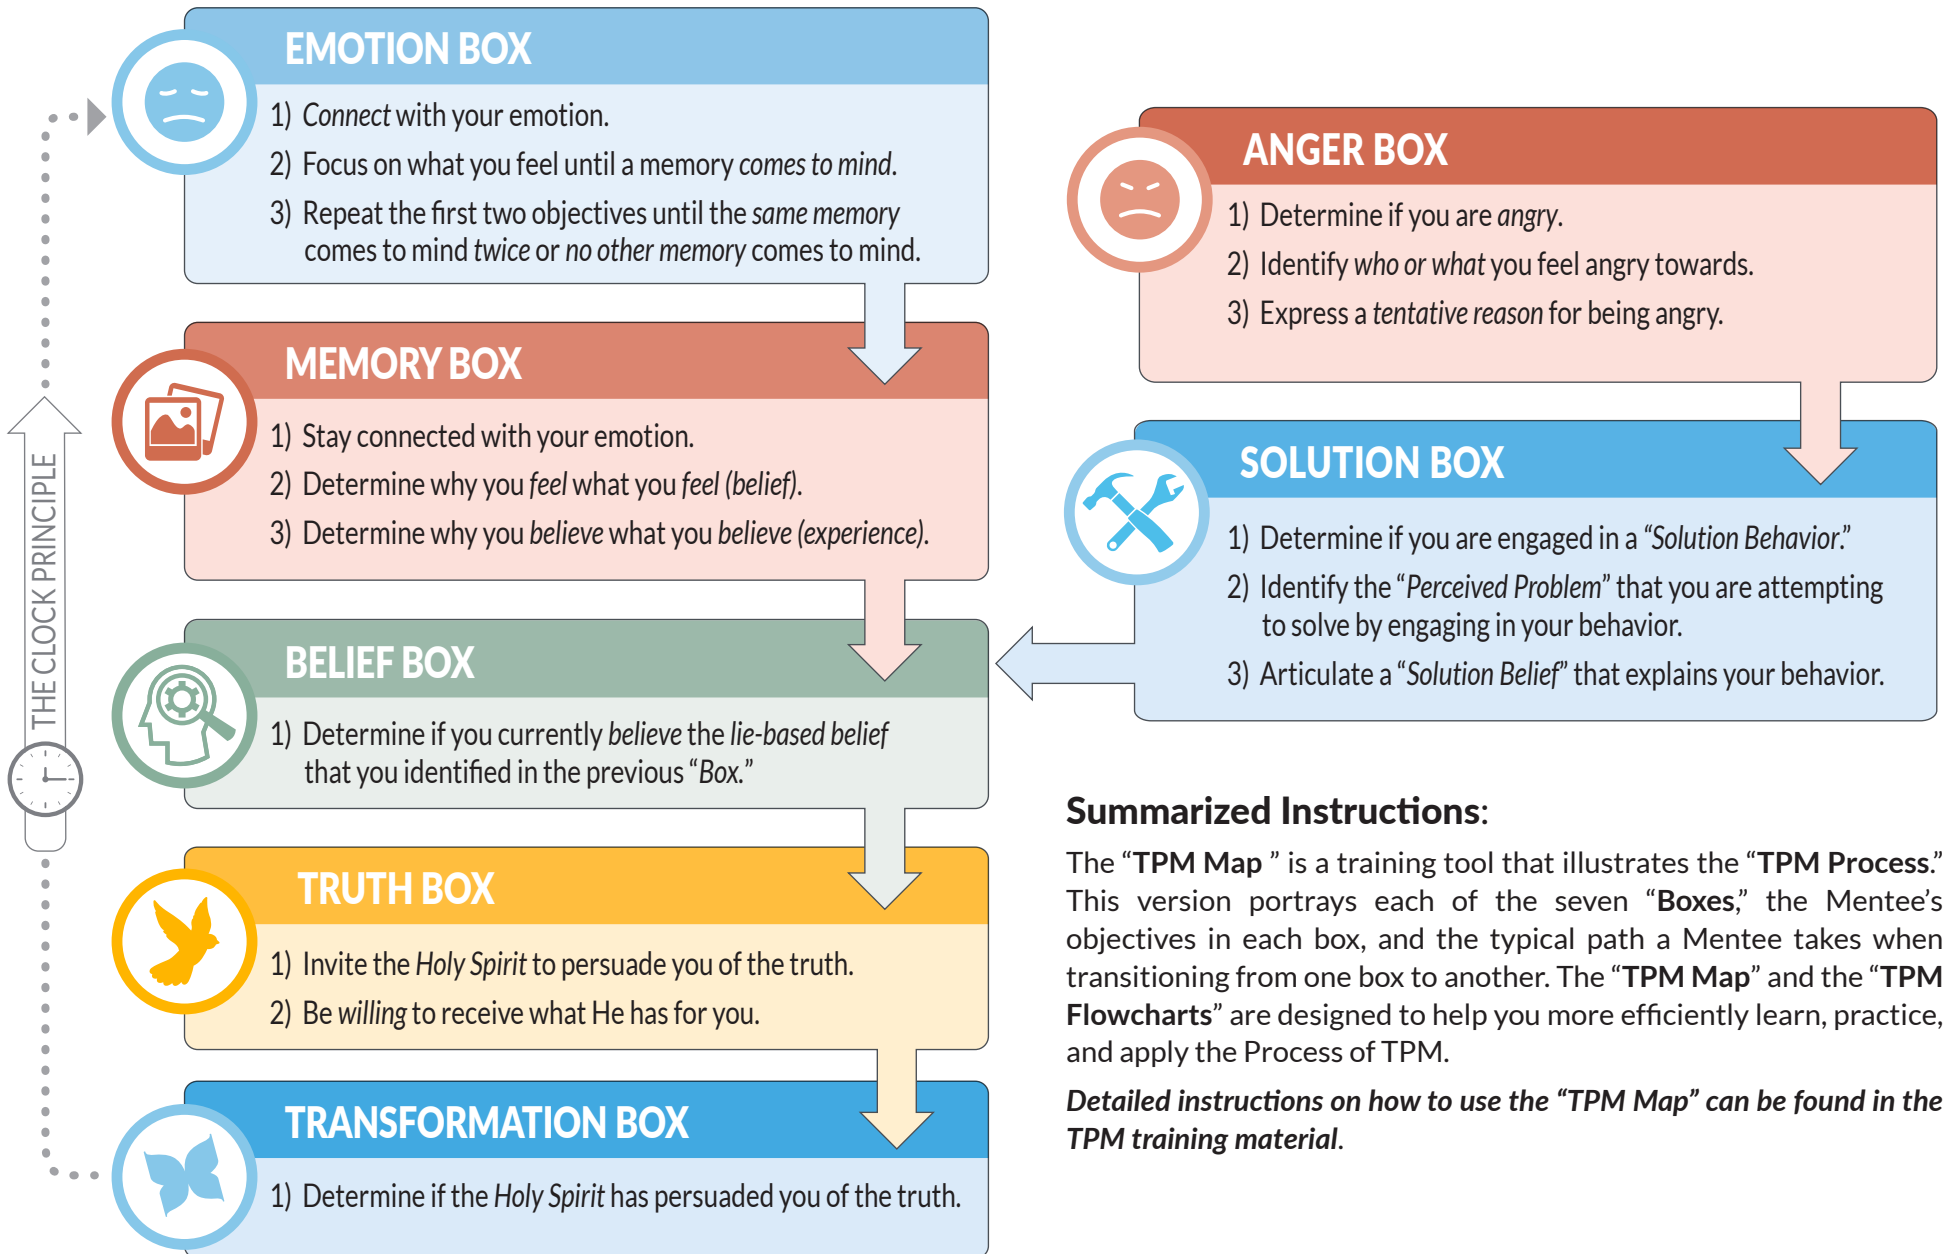 EMOTION BOX
1) Connect with your emotion.
2) Focus on what you feel until a memory comes to mind.
3) Repeat the first two objectives until the same memory
comes to mind twice or no other memory comes to mind.
MEMORY BOX
1) Stay connected with your emotion.
2) Determine why you feel what you feel (belief).
3) Determine why you believe what you believe (experience).
BELIEF BOX
1) Determine if you currently believe the lie-based belief
that you identified in the previous “Box.”
TRUTH BOX
1) Invite the Holy Spirit to persuade you of the truth.
2) Be willing to receive what He has for you.
TRANSFORMATION BOX
1) Determine if the Holy Spirit has persuaded you of the truth.
THE CLOCK PRINCIPLE
ANGER BOX
1) Determine if you are angry.
2) Identify who or what you feel angry towards.
3) Express a tentative reason for being angry.
SOLUTION BOX
1) Determine if you are engaged in a “Solution Behavior.”
2) Identify the “Perceived Problem” that you are attempting
to solve by engaging in your behavior.
3) Articulate a “Solution Belief” that explains your behavior.
Summarized Instructions:
The “TPM Map ” is a training tool that illustrates the “TPM Process.”
This version portrays each of the seven “Boxes,” the Mentee’s
objectives in each box, and the typical path a Mentee takes when
transitioning from one box to another. The “TPM Map” and the “TPM
Flowcharts” are designed to help you more efficiently learn, practice,
and apply the Process of TPM.
Detailed instructions on how to use the “TPM Map” can be found in the
TPM training material.